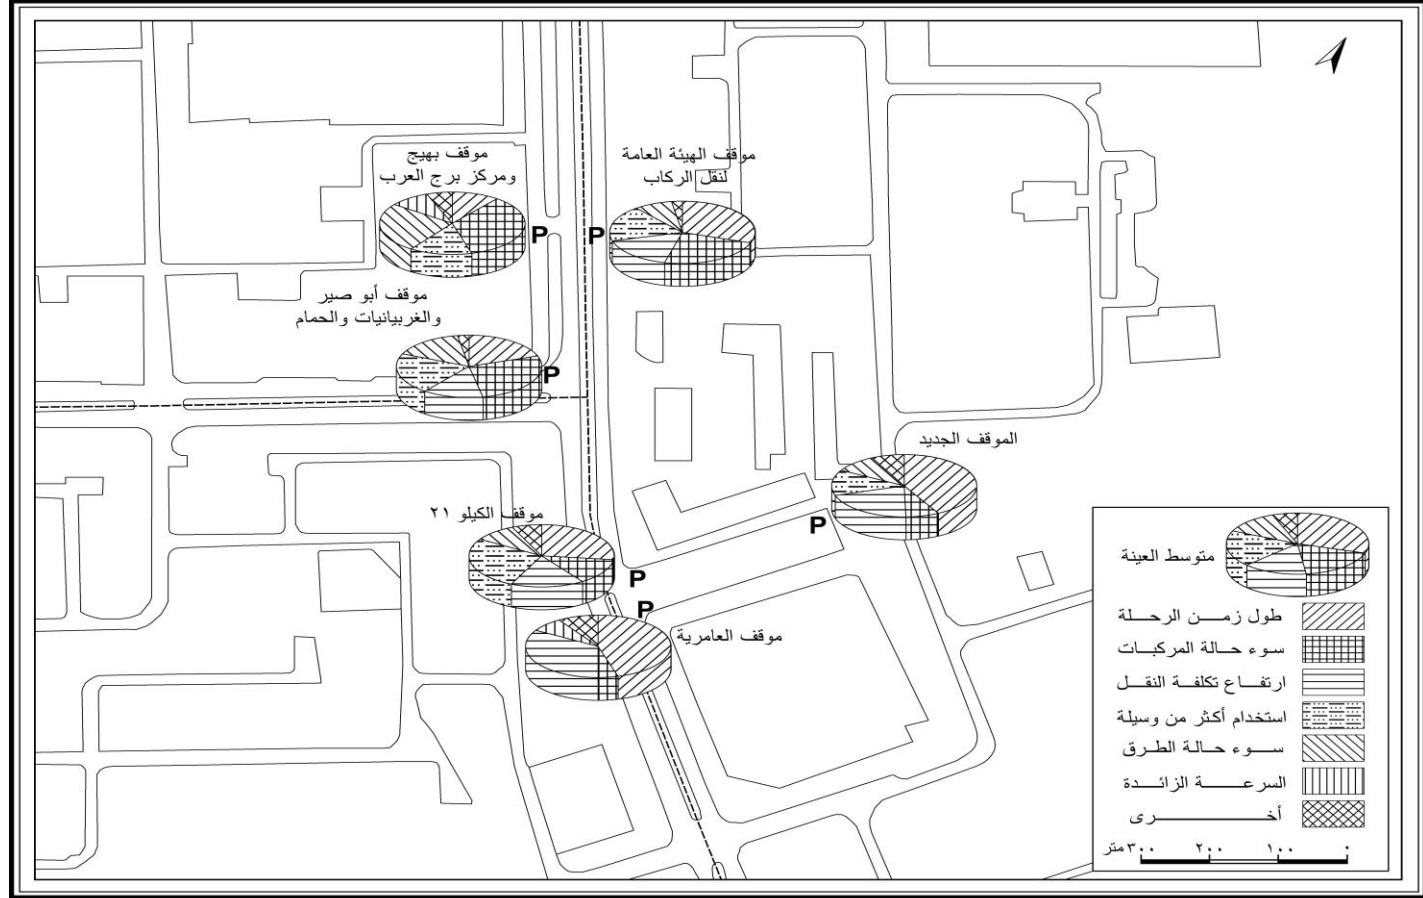 موقف بهيج
ومركز برج العرب
موقف الهيئة العامة
لنقل الركاب
P
P
موقف أبو صير
والغربيانيات والحمام
P
الموقف الجديد
P
موقف الكيلو ٢١
P
P
موقف العامرية
متوسط العينة
طول زمن الرحلة
سوء حالة المركبات
ارتفاع تكلفة النقل
استخدام أكثر من وسيلة
سوء حالة الطرق
السرعة الزائدة
أخرى
٠ ١٠٠ ٢٠٠ ٣٠٠ متر